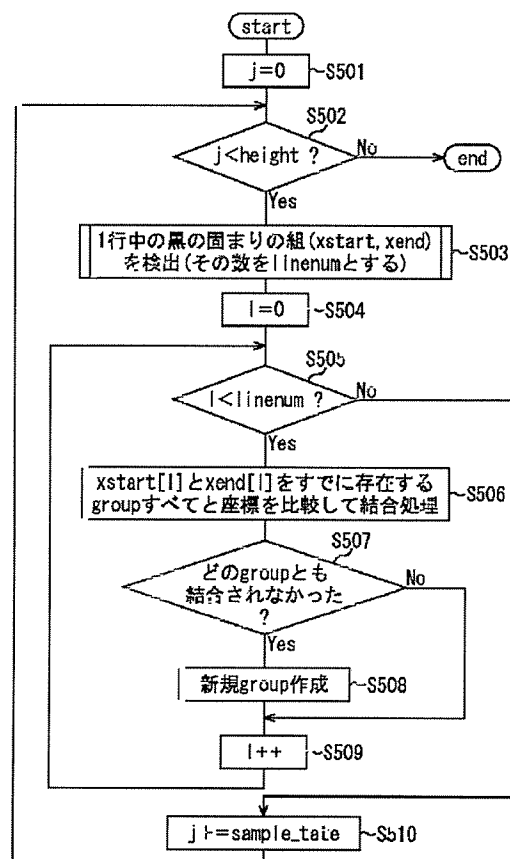 start
j=0 ~S501
S502
j<height ?
No
end
Yes
1行中の黒の固まりの組(xstart, xend)
を検出(その数をlinenumとする)
~S503
l=0 ~S504
S505
l<linenum ?
No
Yes
xstart[l]とxend[l]をすでに存在する
groupすべてと座標を比較して結合処理
~S506
S507
どのgroupとも
結合されなかった
?
No
Yes
新規group作成 ~S508
l++ ~S509
j+=sample_tate ~S510